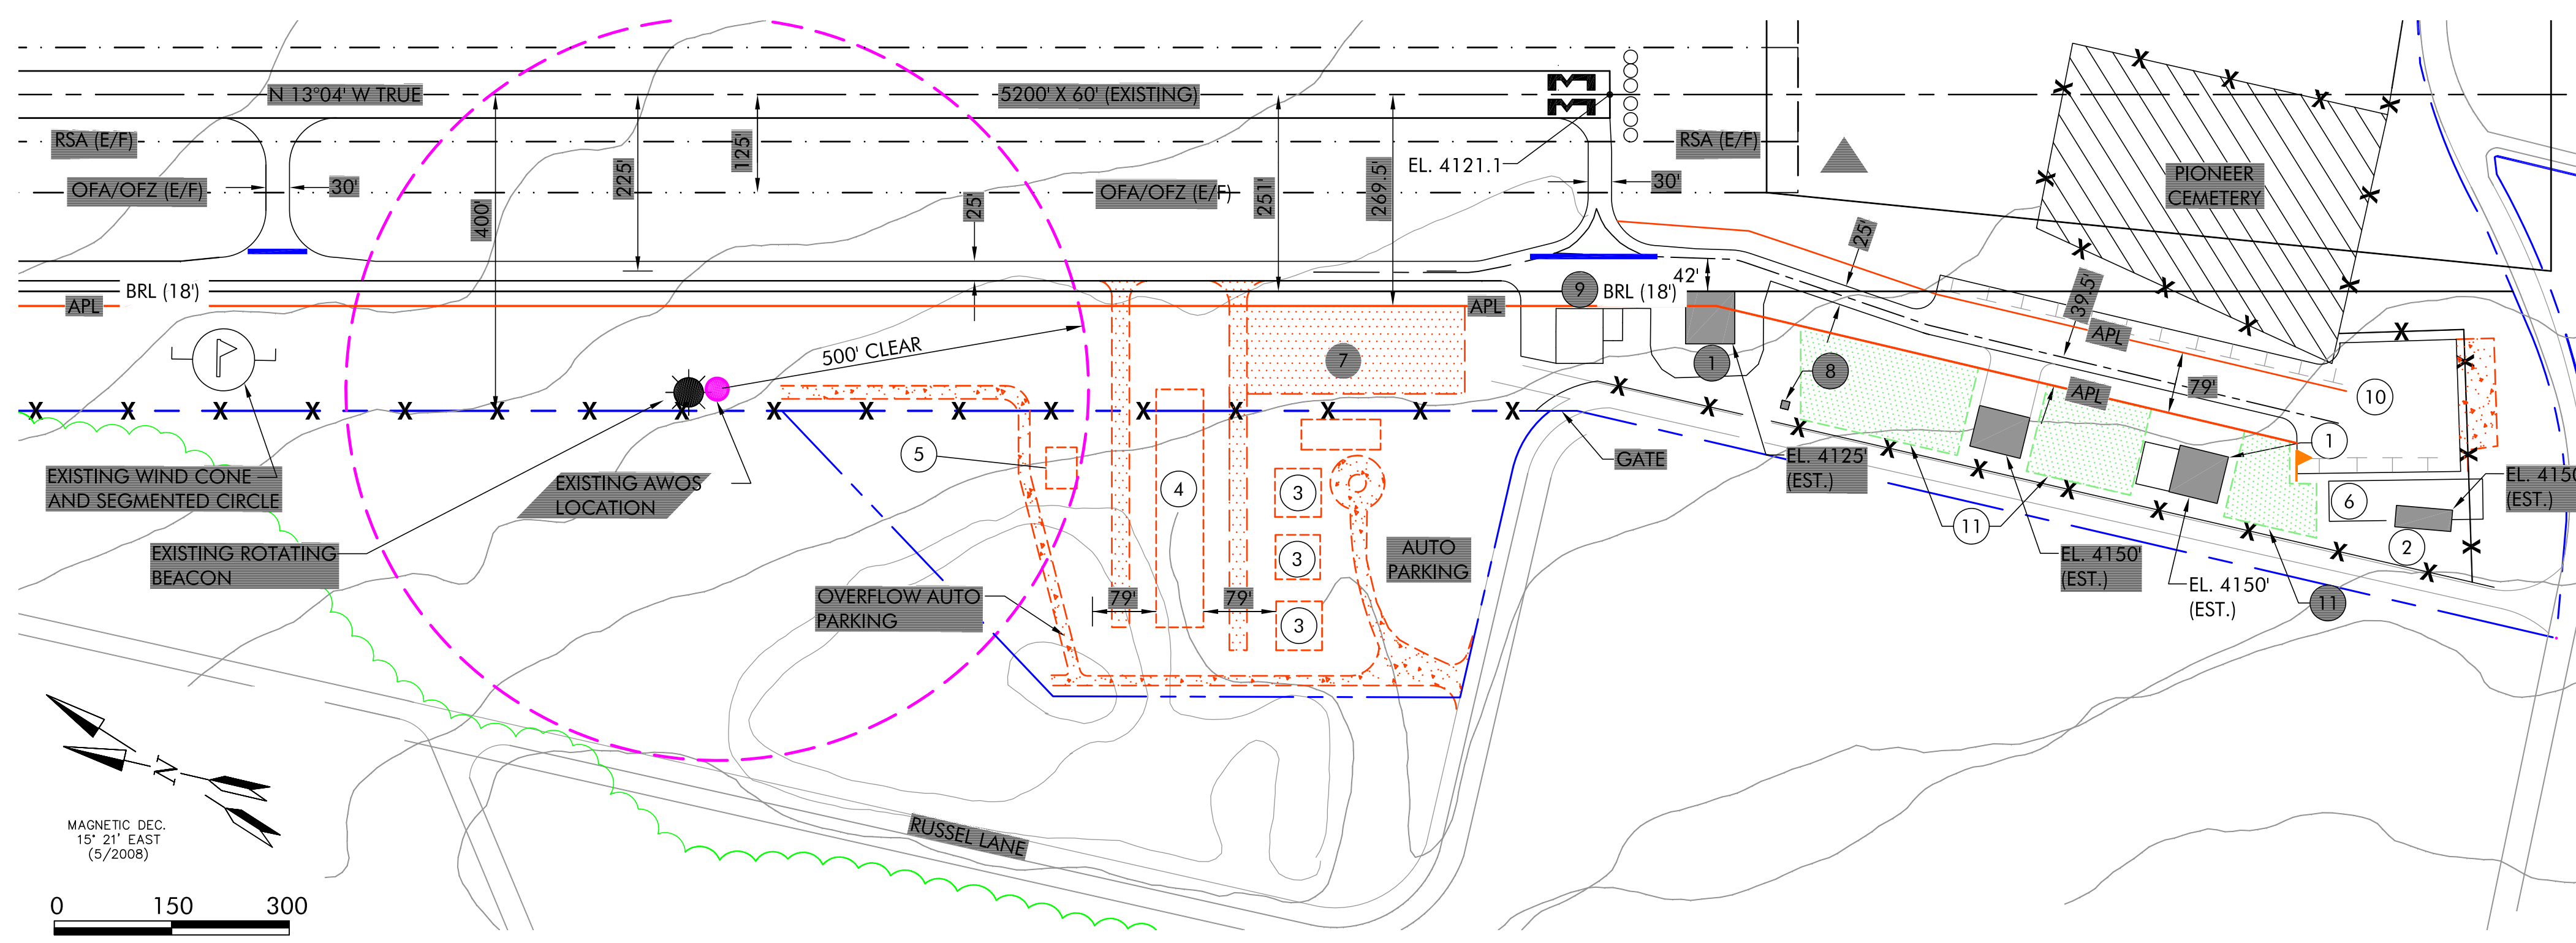 N 13°04' W TRUE
5200' X 60' (EXISTING)
RSA (E/F)
RSA (E/F)
EL. 4121.1
OFA/OFZ (E/F)
30'
OFA/OFZ (E/F)
30'
400'
225'
125'
25'
251'
269.5'
25'
PIONEER
CEMETERY
BRL (18')
APL
APL
9
BRL (18')
42'
39.5'
APL
500' CLEAR
7
1
8
APL
79'
10
X X X X X X X X X X X X X X X X X
X X X X X X X X
X X X X X X X X X X
X X X X
EXISTING WIND CONE
AND SEGMENTED CIRCLE
EXISTING AWOS
LOCATION
5
4
3
3
3
GATE
EL. 4125'
(EST.)
11
1
6
EL. 4150
(EST.)
2
EXISTING ROTATING
BEACON
OVERFLOW AUTO
PARKING
79'
79'
AUTO
PARKING
EL. 4150'
(EST.)
EL. 4150'
(EST.)
11
N
MAGNETIC DEC.
15° 21' EAST
(5/2008)
RUSSEL LANE
0 150 300